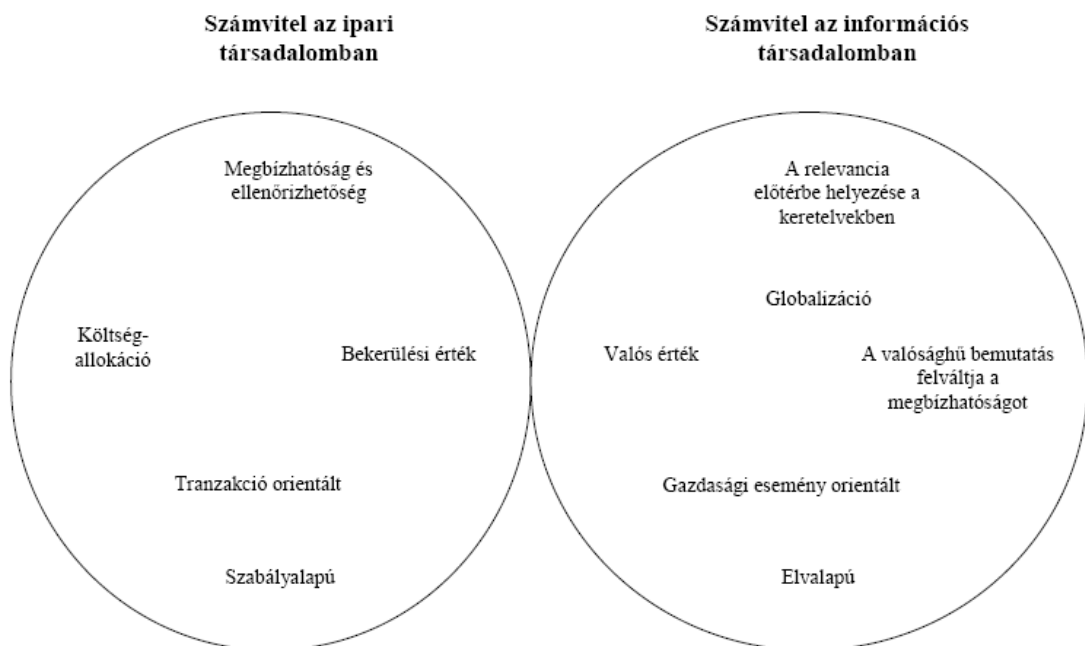 Számvitel az ipari
társadalomban
Számvitel az információs
társadalomban
Megbízhatóság és
ellenőrizhetőség
Költség-
allokáció
Bekerülési érték
Tranzakció orientált
Szabályalapú
A relevancia
előtérbe helyezése a
keretelvekben
Globalizáció
Valós érték
A valósághű bemutatás
felváltja a
megbízhatóságot
Gazdasági esemény orientált
Elvalapú